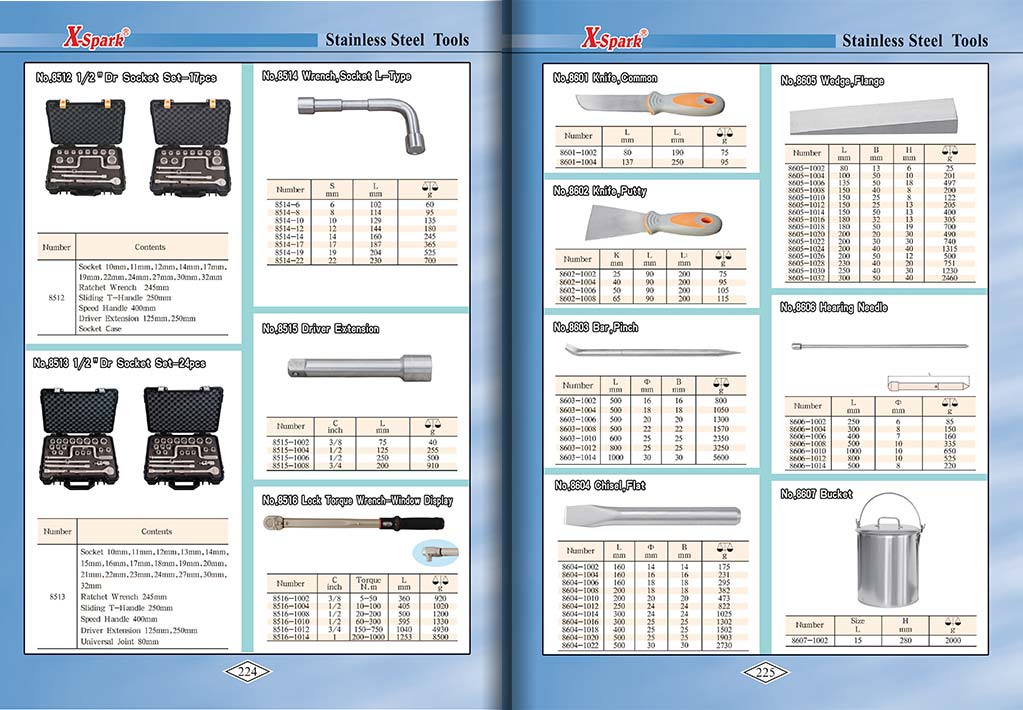 X-Spark®
Stainless Steel Tools
No.8512 1/2"Dr Socket Set-17pcs
Number Contents
8512
Socket 10mm,11mm,12mm,14mm,17mm,
19mm,22mm,24mm,27mm,30mm,32mm
Ratchet Wrench 245mm
Sliding T-Handle 250mm
Speed Handle 400mm
Driver Extension 125mm,250mm
Socket Case
No.8513 1/2"Dr Socket Set-24pcs
Number Contents
8513
Socket 10mm,11mm,12mm,13mm,14mm,
15mm,16mm,17mm,18mm,19mm,20mm,
21mm,22mm,23mm,24mm,27mm,30mm,
32mm
Ratchet Wrench 245mm
Sliding T-Handle 250mm
Speed Handle 400mm
Driver Extension 125mm,250mm
Universal Joint 80mm
No.8514 Wrench,Socket L-Type
Number S mm L mm g
8514-6 6 102 60
8514-8 8 114 95
8514-10 10 129 135
8514-12 12 144 180
8514-14 14 160 245
8514-17 17 187 365
8514-19 19 204 525
8514-22 22 230 700
No.8515 Driver Extension
Number C inch L mm g
8515-1002 3/8 75 40
8515-1004 1/2 125 255
8515-1006 1/2 250 500
8515-1008 3/4 200 910
No.8516 Lock Torque Wrench-Window Display
Number C inch Torque N.m L mm g
8516-1002 3/8 5-50 360 920
8516-1004 1/2 10-100 405 1020
8516-1008 1/2 20-200 500 1200
8516-1010 1/2 60-300 595 1330
8516-1012 3/4 150-750 1040 4930
8516-1014 1 200-1000 1253 8500
224
X-Spark®
Stainless Steel Tools
No.8601 Knife,Common
Number L mm L1 mm g
8601-1002 80 190 75
8601-1004 137 250 95
No.8602 Knife,Putty
Number K mm L mm L1 mm g
8602-1002 25 90 200 75
8602-1004 40 90 200 95
8602-1006 50 90 200 105
8602-1008 65 90 200 115
No.8603 Bar,Pinch
Number L mm Φ mm B mm g
8603-1002 500 16 16 800
8603-1004 500 18 18 1050
8603-1006 500 20 20 1300
8603-1008 500 22 22 1570
8603-1010 600 25 25 2350
8603-1012 800 25 25 3250
8603-1014 1000 30 30 5600
No.8604 Chisel,Flat
Number L mm Φ mm B mm g
8604-1002 160 14 14 175
8604-1004 160 16 16 231
8604-1006 160 18 18 295
8604-1008 200 18 18 382
8604-1010 200 20 20 473
8604-1012 250 24 24 822
8604-1014 300 24 24 1025
8604-1016 300 25 25 1302
8604-1018 400 25 25 1502
8604-1020 500 25 25 1903
8604-1022 500 30 30 2730
No.8605 Wedge,Flange
Number L mm B mm H mm g
8605-1002 80 13 6 25
8605-1004 100 50 10 201
8605-1006 135 50 18 497
8605-1008 150 40 8 200
8605-1010 150 25 8 122
8605-1012 150 25 13 205
8605-1014 150 50 13 400
8605-1016 180 32 13 305
8605-1018 180 50 19 700
8605-1020 200 20 30 490
8605-1022 200 30 30 740
8605-1024 200 40 40 1315
8605-1026 200 50 12 500
8605-1028 230 40 20 751
8605-1030 250 40 30 1230
8605-1032 300 50 40 2460
No.8606 Hearing Needle
Number L mm Φ mm g
8606-1002 250 6 85
8606-1004 300 8 150
8606-1006 400 7 160
8606-1008 500 10 335
8606-1010 1000 10 650
8606-1012 800 10 525
8606-1014 500 8 220
No.8607 Bucket
Number Size L H mm g
8607-1002 15 280 2000
225